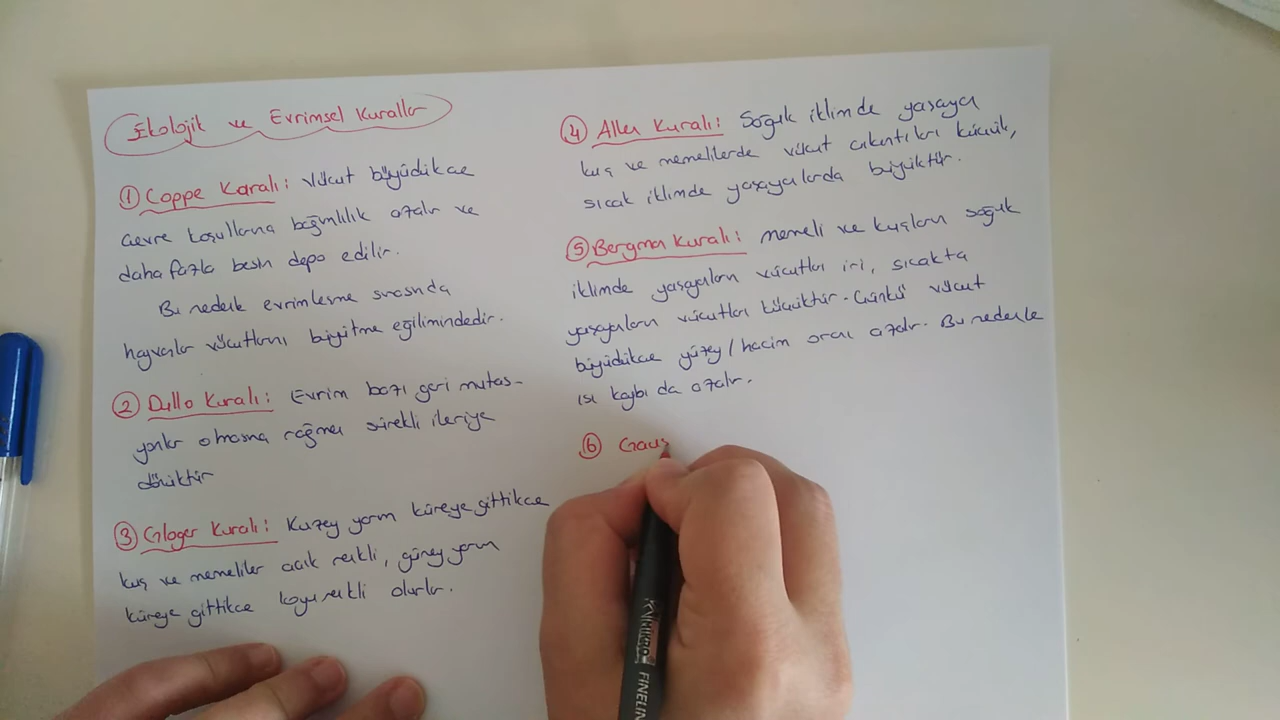 Ekolojik ve Evrimsel Kurallar
① Coppe Kuralı: Vücut büyüdükçe
çevre koşullarına bağımlılık azalır ve
daha fazla besin depo edilir.
Bu nedenle evrimleşme sırasında
hayvanlar vücutlarını büyütme eğilimindedir.
② Dollo Kuralı: Evrim bazı geri mutas-
yonlar olmasına rağmen sürekli ileriye
dönüktür
③ Gloger Kuralı: Kuzey yarım küreye gittikçe
kuş ve memeliler açık renkli, güney yarım
küreye gittikçe koyu renkli olurlar.
④ Allen Kuralı: Soğuk iklimde yaşayan
kuş ve memelilerde vücut çıkıntıları küçük,
sıcak iklimde yaşayanlarda büyüktür.
⑤ Bergman Kuralı: memeli ve kuşların soğuk
iklimde yaşayanların vücutları iri, sıcakta
yaşayanların vücutları küçüktür. Çünkü vücut
büyüdükçe yüzey/hacim oranı azalır. Bu nedenle
ısı kaybı da azalır.
⑥ Gaus
MIKRO FINELIN